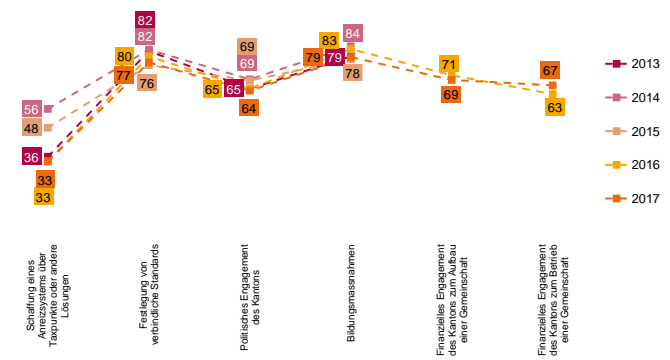 82
82
80
77
76
56
48
36
33
33
69
69
65
65
64
83
84
79
79
78
71
69
67
63
2013
2014
2015
2016
2017
Schaffung eines
Anreizsystems über
Taxpunkte oder andere
Lösungen
Festlegung von
verbindliche Standards
Politisches Engagement
des Kantons
Bildungsmassnahmen
Finanzielles Engagement
des Kantons zum Aufbau
einer Gemeinschaft
Finanzielles Engagement
des Kantons zum Betrieb
einer Gemeinschaft